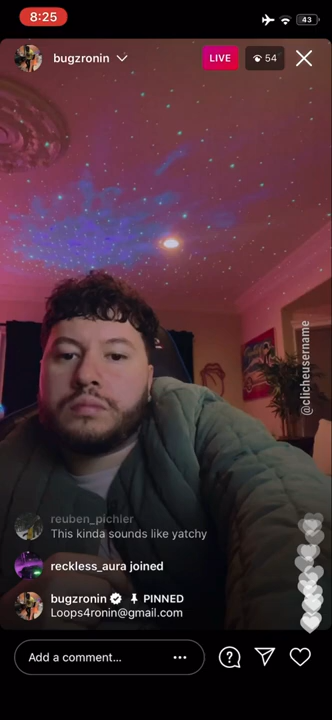 8:25
43
bugzronin
LIVE
54
@clicheusername
reuben_pichler
This kinda sounds like yatchy
reckless_aura joined
bugzronin PINNED
Loops4ronin@gmail.com
Add a comment...